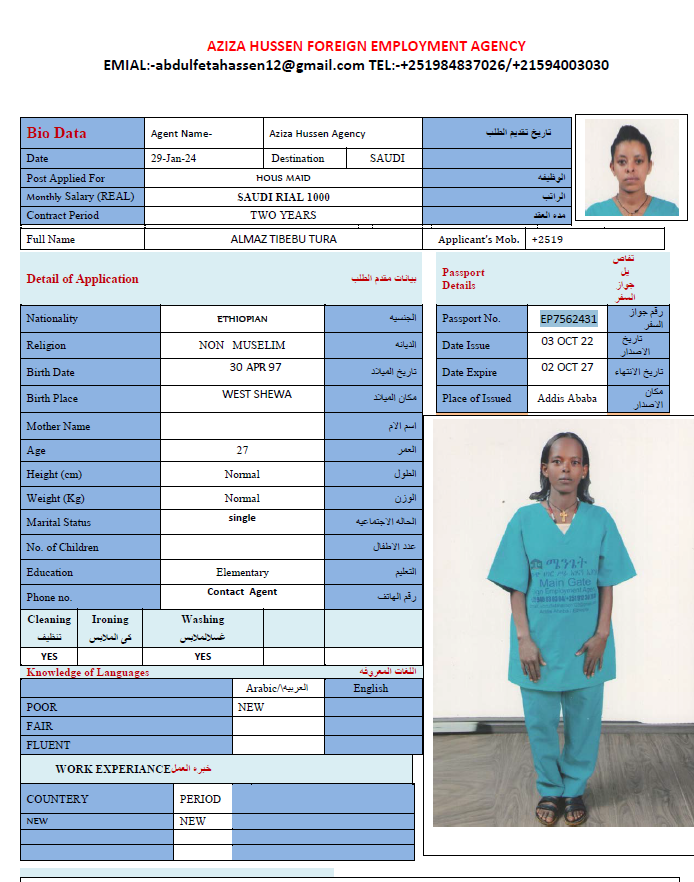 AZIZA HUSSEN FOREIGN EMPLOYMENT AGENCY
EMIAL:-abdulfetahassen12@gmail.com TEL:-+251984837026/+21594003030
Bio Data Agent Name- Aziza Hussen Agency تاريخ تقديم الطلب
Date 29-Jan-24 Destination SAUDI
Post Applied For HOUS MAID الوظيفه
Monthly Salary (REAL) SAUDI RIAL 1000 الراتب
Contract Period TWO YEARS مده العقد
Full Name ALMAZ TIBEBU TURA Applicant's Mob. +2519
Detail of Application بيانات مقدم الطلب
Passport Details تفاص يل جواز السفر
Nationality ETHIOPIAN الجنسيه
Passport No. EP7562431 رقم جواز السفر
Religion NON MUSELIM الديانه
Date Issue 03 OCT 22 تاريخ الاصدار
Birth Date 30 APR 97 تاريخ الميلاد
Date Expire 02 OCT 27 تاريخ الانتهاء
Birth Place WEST SHEWA مكان الميلاد
Place of Issued Addis Ababa مكان الاصدار
Mother Name اسم الام
Age 27 العمر
Height (cm) Normal الطول
Weight (Kg) Normal الوزن
Marital Status single الحاله الاجتماعيه
No. of Children عدد الاطفال
Education Elementary التعليم
Phone no. Contact Agent رقم الهاتف
Cleaning Ironing Washing
تنظيف كى الملابس غسلالملابس
YES YES
Knowledge of Languages اللغات المعروفه
Arabic/العربيه\ English
POOR NEW
FAIR
FLUENT
WORK EXPERIANCE خبره العمل
COUNTERY PERIOD
NEW NEW
ሜንጌት
Main Gate